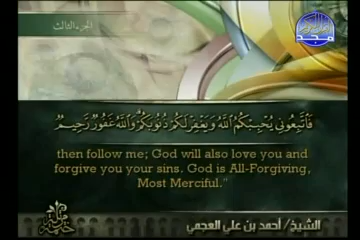 الجزء الثالث
المجد
فَاتَّبِعُونِي يُحْبِبْكُمُ اللَّهُ وَيَغْفِرْ لَكُمْ ذُنُوبَكُمْ وَاللَّهُ غَفُورٌ رَّحِيمٌ
then follow me; God will also love you and
forgive you your sins. God is All-Forgiving,
Most Merciful."
الشيخ/ أحمد بن علي العجمي